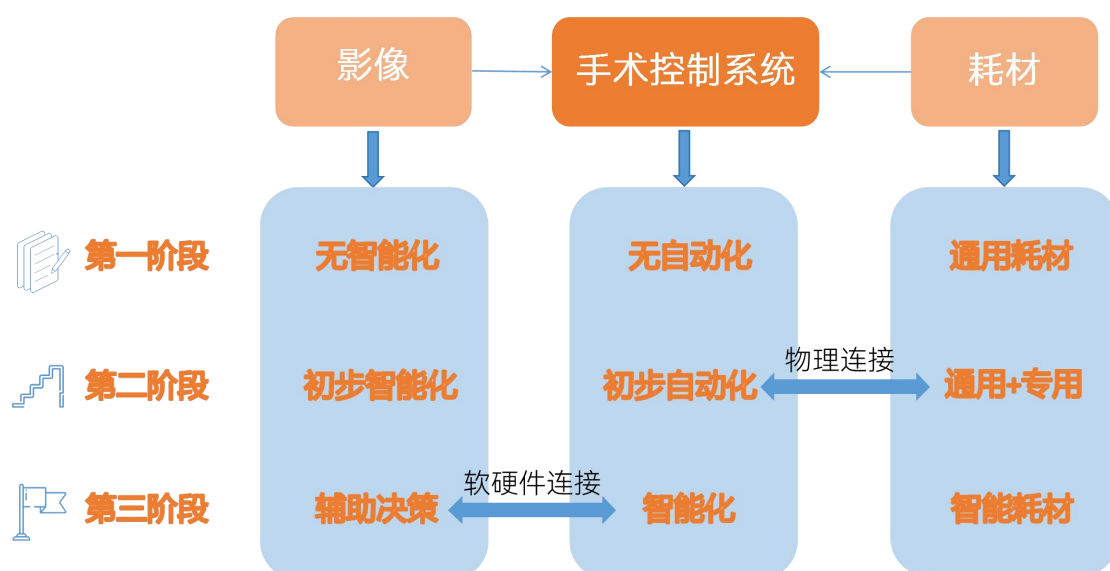 影像
手术控制系统
耗材
第一阶段
无智能化
无自动化
通用耗材
物理连接
第二阶段
初步智能化
初步自动化
通用+专用
软硬件连接
第三阶段
辅助决策
智能化
智能耗材